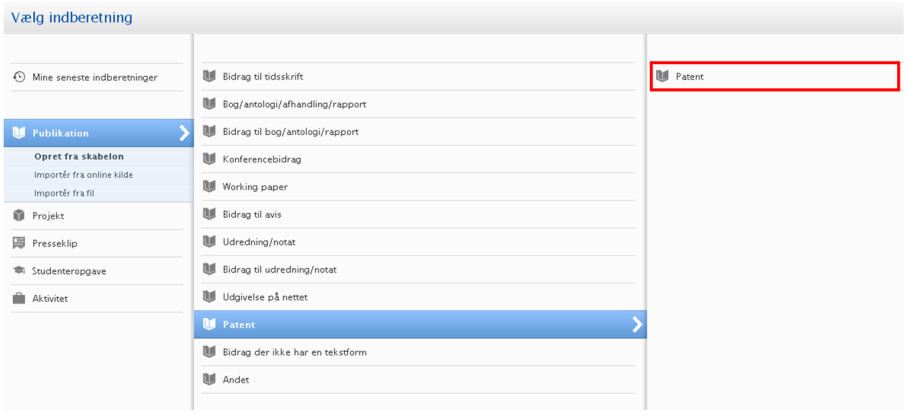 Vælg indberetning
Mine seneste indberetninger
Publikation
Opret fra skabelon
Importér fra online kilde
Importér fra fil
Projekt
Presseklip
Studenteropgave
Aktivitet
Bidrag til tidsskrift
Bog/antologi/afhandling/rapport
Bidrag til bog/antologi/rapport
Konferencebidrag
Working paper
Bidrag til avis
Udredning/notat
Bidrag til udredning/notat
Udgivelse på nettet
Patent
Bidrag der ikke har en tekstform
Andet
Patent